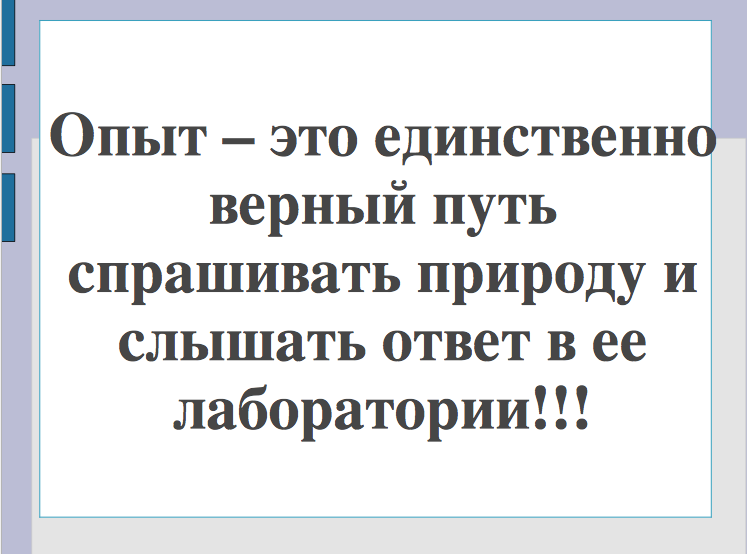 Опыт – это единственно
верный путь
спрашивать природу и
слышать ответ в ее
лаборатории!!!